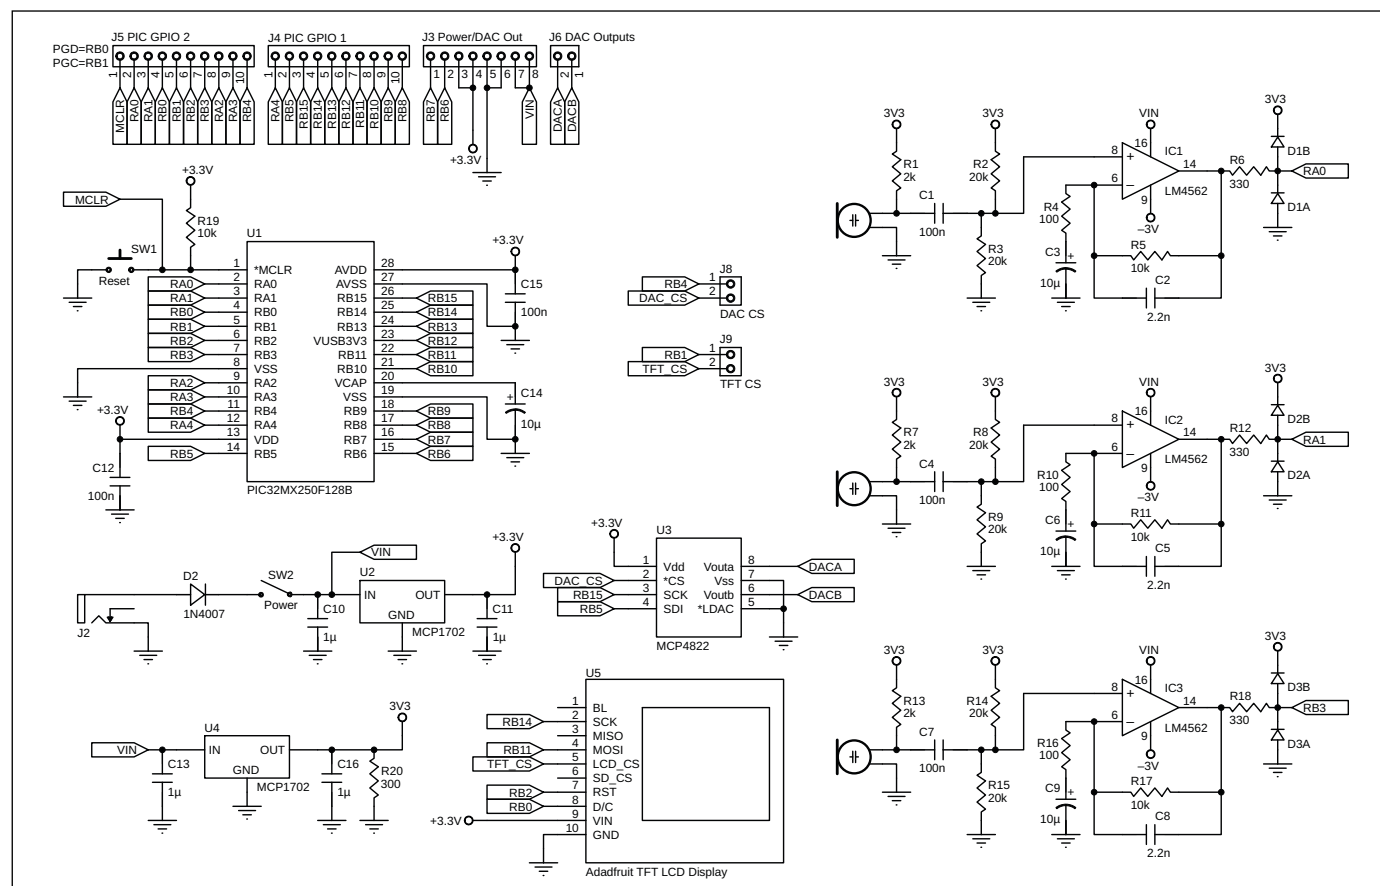 J5 PIC GPIO 2
PGD=RB0
PGC=RB1
1 2 3 4 5 6 7 8 9 10
MCLR RA0 RA1 RB0 RB1 RB2 RB3 RA2 RA3 RB4
J4 PIC GPIO 1
1 2 3 4 5 6 7 8 9 10
RA4 RB5 RB15 RB14 RB13 RB12 RB11 RB10 RB9 RB8
J3 Power/DAC Out
1 2 3 4 5 6 7 8
RB7 RB6 VIN
+3.3V
J6 DAC Outputs
2 1
DACA DACB
MCLR
+3.3V
R19
10k
SW1
Reset
U1
1 *MCLR AVDD 28
RA0 2 RA0 AVSS 27
RA1 3 RA1 RB15 26 RB15
RB0 4 RB0 RB14 25 RB14
RB1 5 RB1 RB13 24 RB13
RB2 6 RB2 VUSB3V3 23 RB12
RB3 7 RB3 RB11 22 RB11
8 VSS RB10 21 RB10
RA2 9 RA2 VCAP 20
RA3 10 RA3 VSS 19
RB4 11 RB4 RB9 18 RB9
RA4 12 RA4 RB8 17 RB8
13 VDD RB7 16 RB7
RB5 14 RB5 RB6 15 RB6
PIC32MX250F128B
+3.3V
C12
100n
+3.3V
C15
100n
+
C14
10µ
J8
RB4 1
DAC_CS 2
DAC CS
J9
RB1 1
TFT_CS 2
TFT CS
J2
D2
1N4007
SW2
Power
VIN
C10
1µ
U2
IN OUT
GND
MCP1702
+3.3V
C11
1µ
+3.3V
U3
1 Vdd Vouta 8 DACA
DAC_CS 2 *CS Vss 7
RB15 3 SCK Voutb 6 DACB
RB5 4 SDI *LDAC 5
MCP4822
VIN
C13
1µ
U4
IN OUT
GND
MCP1702
3V3
C16
1µ
R20
300
U5
1 BL
RB14 2 SCK
3 MISO
RB11 4 MOSI
TFT_CS 5 LCD_CS
6 SD_CS
RB2 7 RST
RB0 8 D/C
+3.3V 9 VIN
10 GND
Adadfruit TFT LCD Display
3V3
R1
2k
C1
100n
3V3
R2
20k
R3
20k
VIN
8 + 16 IC1 14
6 – 9 LM4562
–3V
R4
100
C3 +
10µ
R5
10k
C2
2.2n
R6
330
3V3
D1B
RA0
D1A
3V3
R7
2k
C4
100n
3V3
R8
20k
R9
20k
VIN
8 + 16 IC2 14
6 – 9 LM4562
–3V
R10
100
C6 +
10µ
R11
10k
C5
2.2n
R12
330
3V3
D2B
RA1
D2A
3V3
R13
2k
C7
100n
3V3
R14
20k
R15
20k
VIN
8 + 16 IC3 14
6 – 9 LM4562
–3V
R16
100
C9 +
10µ
R17
10k
C8
2.2n
R18
330
3V3
D3B
RB3
D3A